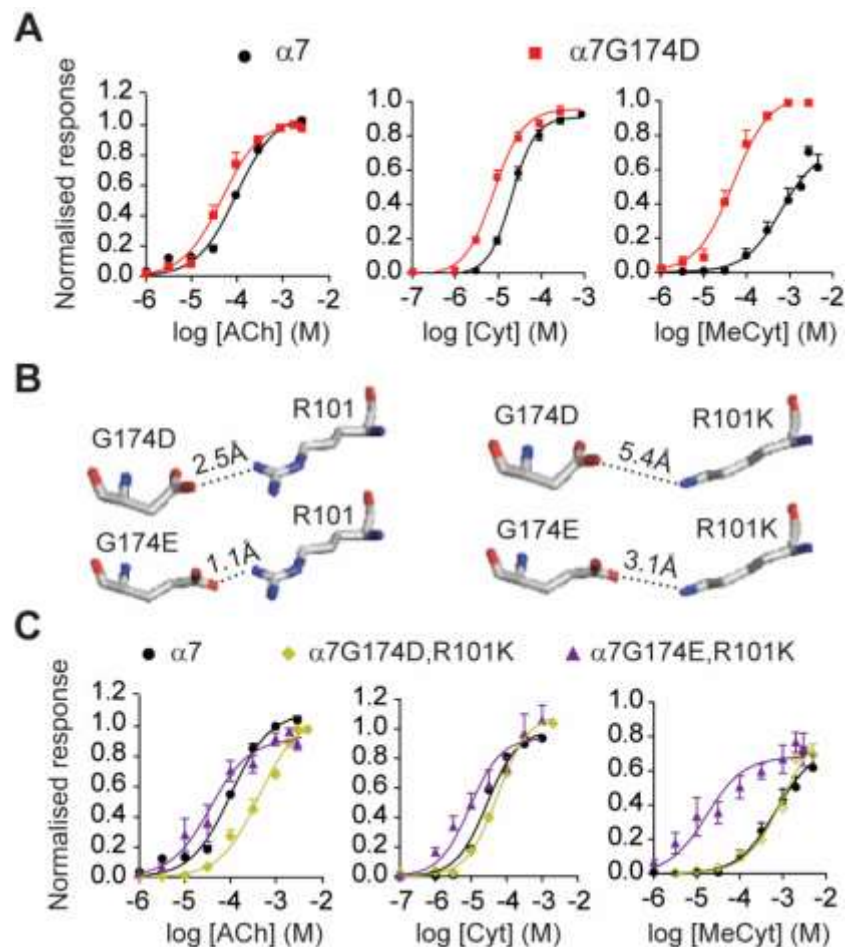 A
α7
α7G174D
Normalised response
1.2
1.0
0.8
0.6
0.4
0.2
0.0
-6 -5 -4 -3 -2 -1
log [ACh] (M)
1.0
0.8
0.6
0.4
0.2
0.0
-7 -6 -5 -4 -3
log [Cyt] (M)
1.0
0.8
0.6
0.4
0.2
0.0
-6 -5 -4 -3 -2 -1
log [MeCyt] (M)
B
G174D
2.5Å
R101
G174D
5.4Å
R101K
G174E
1.1Å
R101
G174E
3.1Å
R101K
C
α7
α7G174D,R101K
α7G174E,R101K
Normalised response
1.2
1.0
0.8
0.6
0.4
0.2
0.0
-6 -5 -4 -3 -2 -1
log [ACh] (M)
1.2
1.0
0.8
0.6
0.4
0.2
0.0
-7 -6 -5 -4 -3 -2
log [Cyt] (M)
1.2
1.0
0.8
0.6
0.4
0.2
0.0
-6 -5 -4 -3 -2 -1
log [MeCyt] (M)